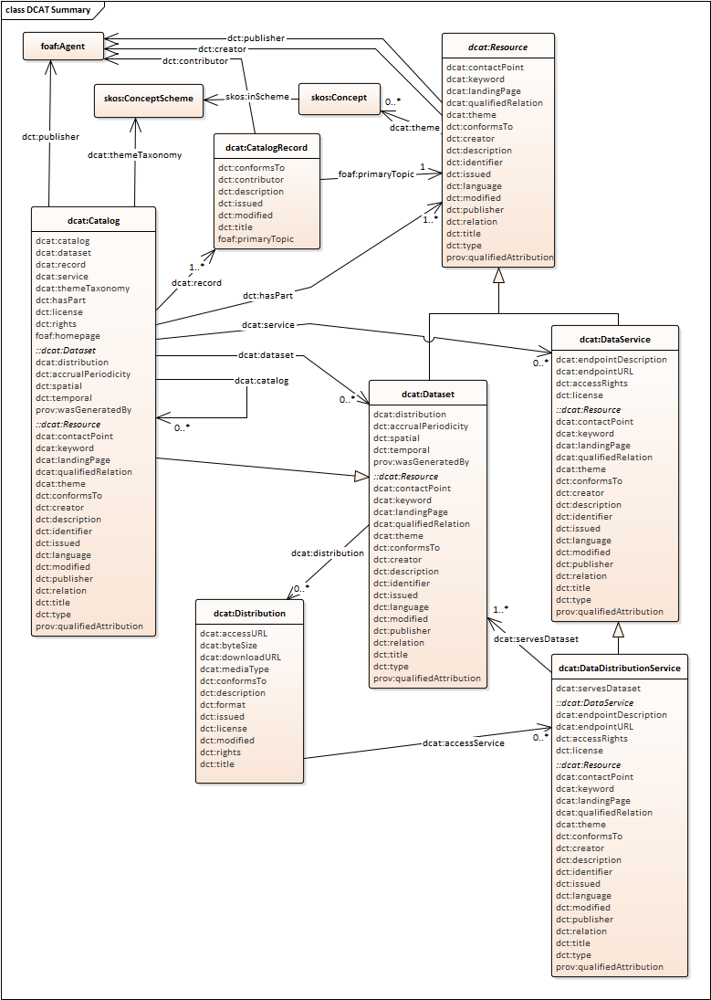 class DCAT Summary
foaf:Agent
dct:publisher
dct:creator
dct:contributor
dcat:Resource
dcat:contactPoint
dcat:keyword
dcat:landingPage
dcat:qualifiedRelation
dcat:theme
dct:conformsTo
dct:creator
dct:description
dct:identifier
dct:issued
dct:language
dct:modified
dct:publisher
dct:relation
dct:title
dct:type
prov:qualifiedAttribution
skos:ConceptScheme
skos:inScheme
skos:Concept
0..*
dcat:theme
dct:publisher
dcat:themeTaxonomy
dcat:CatalogRecord
dct:conformsTo
dct:contributor
dct:description
dct:issued
dct:modified
dct:title
foaf:primaryTopic
foaf:primaryTopic
1
1..*
dcat:Catalog
dcat:catalog
dcat:dataset
dcat:record
dcat:service
dcat:themeTaxonomy
dct:hasPart
dct:license
dct:rights
foaf:homepage
::dcat:Dataset
dcat:distribution
dct:accrualPeriodicity
dct:spatial
dct:temporal
prov:wasGeneratedBy
::dcat:Resource
dcat:contactPoint
dcat:keyword
dcat:landingPage
dcat:qualifiedRelation
dcat:theme
dct:conformsTo
dct:creator
dct:description
dct:identifier
dct:issued
dct:language
dct:modified
dct:publisher
dct:relation
dct:title
dct:type
prov:qualifiedAttribution
1..*
dcat:record
dct:hasPart
dcat:service
0..*
dcat:dataset
0..*
dcat:catalog
0..*
dcat:DataService
dcat:endpointDescription
dcat:endpointURL
dct:accessRights
dct:license
::dcat:Resource
dcat:contactPoint
dcat:keyword
dcat:landingPage
dcat:qualifiedRelation
dcat:theme
dct:conformsTo
dct:creator
dct:description
dct:identifier
dct:issued
dct:language
dct:modified
dct:publisher
dct:relation
dct:title
dct:type
prov:qualifiedAttribution
dcat:Dataset
dcat:distribution
dct:accrualPeriodicity
dct:spatial
dct:temporal
prov:wasGeneratedBy
::dcat:Resource
dcat:contactPoint
dcat:keyword
dcat:landingPage
dcat:qualifiedRelation
dcat:theme
dct:conformsTo
dct:creator
dct:description
dct:identifier
dct:issued
dct:language
dct:modified
dct:publisher
dct:relation
dct:title
dct:type
prov:qualifiedAttribution
dcat:distribution
0..*
dcat:Distribution
dcat:accessURL
dcat:byteSize
dcat:downloadURL
dcat:mediaType
dct:conformsTo
dct:description
dct:format
dct:issued
dct:license
dct:modified
dct:rights
dct:title
1..*
dcat:servesDataset
dcat:accessService
0..*
dcat:DataDistributionService
dcat:servesDataset
::dcat:DataService
dcat:endpointDescription
dcat:endpointURL
dct:accessRights
dct:license
::dcat:Resource
dcat:contactPoint
dcat:keyword
dcat:landingPage
dcat:qualifiedRelation
dcat:theme
dct:conformsTo
dct:creator
dct:description
dct:identifier
dct:issued
dct:language
dct:modified
dct:publisher
dct:relation
dct:title
dct:type
prov:qualifiedAttribution